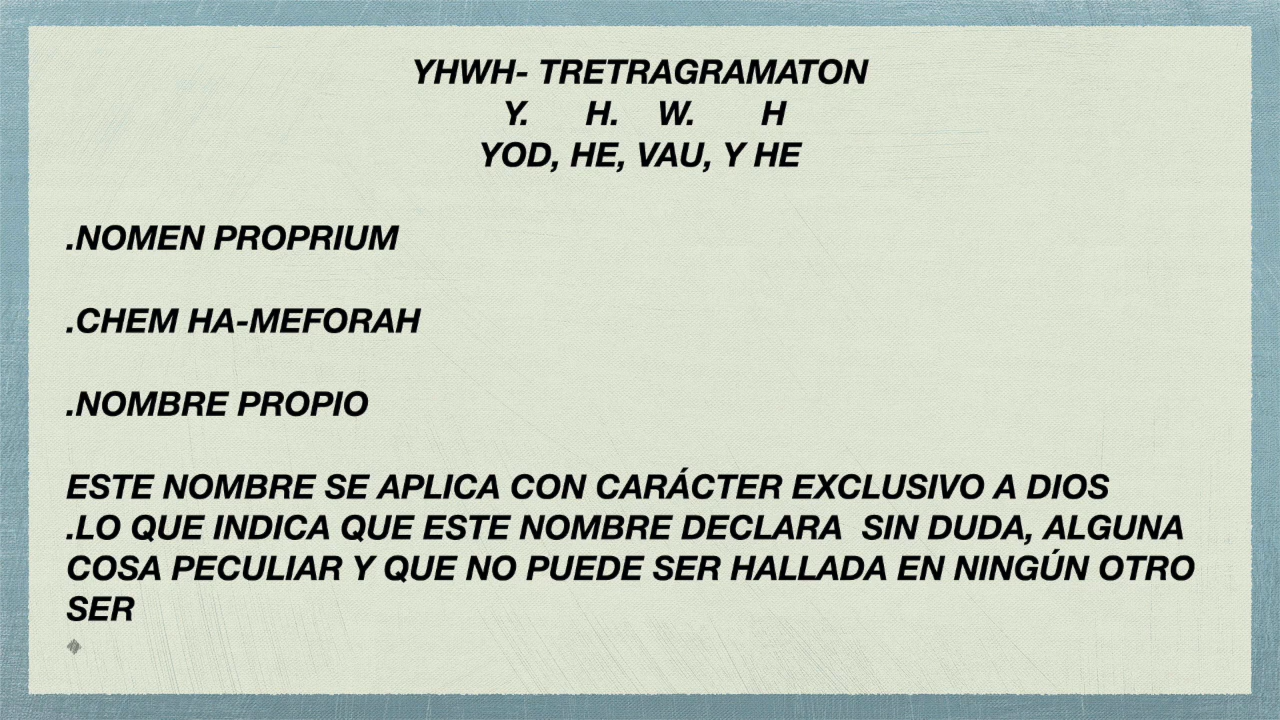 YHWH- TRETRAGRAMATON
Y. H. W. H
YOD, HE, VAU, Y HE
.NOMEN PROPRIUM
.CHEM HA-MEFORAH
.NOMBRE PROPIO
ESTE NOMBRE SE APLICA CON CARÁCTER EXCLUSIVO A DIOS
.LO QUE INDICA QUE ESTE NOMBRE DECLARA SIN DUDA, ALGUNA
COSA PECULIAR Y QUE NO PUEDE SER HALLADA EN NINGÚN OTRO
SER